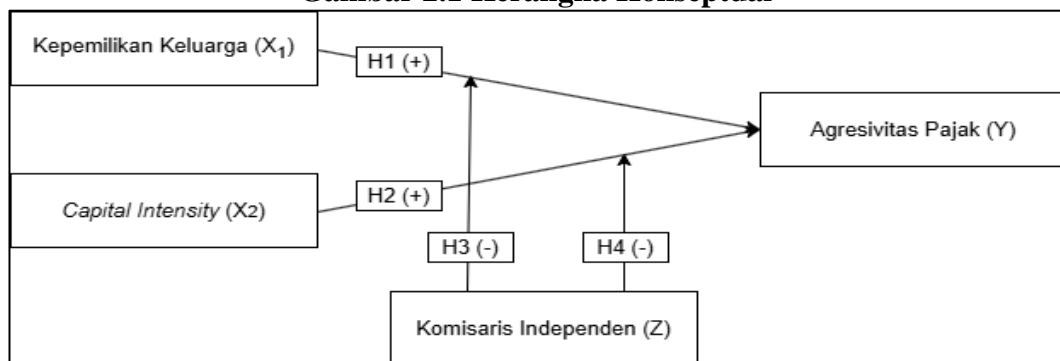 Gambar 2.1 Kerangka Konseptual
Kepemilikan Keluarga (X1)
H1 (+)
Agresivitas Pajak (Y)
Capital Intensity (X2)
H2 (+)
H3 (-)
H4 (-)
Komisaris Independen (Z)